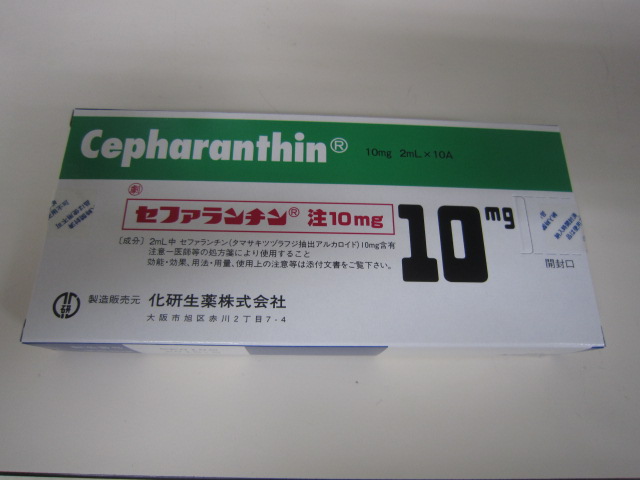 Cepharanthin®
10mg 2mL×10A
劇
セファランチン® 注10mg
10mg
〔成分〕2mL中 セファランチン(タマサキツヅラフジ抽出アルカロイド)10mg含有
注意－医師等の処方薬により使用すること
効能・効果、用法・用量、使用上の注意等は添付文書をご覧下さい。
開封口
化研
製造販売元 化研生薬株式会社
大阪市旭区赤川2丁目7-4